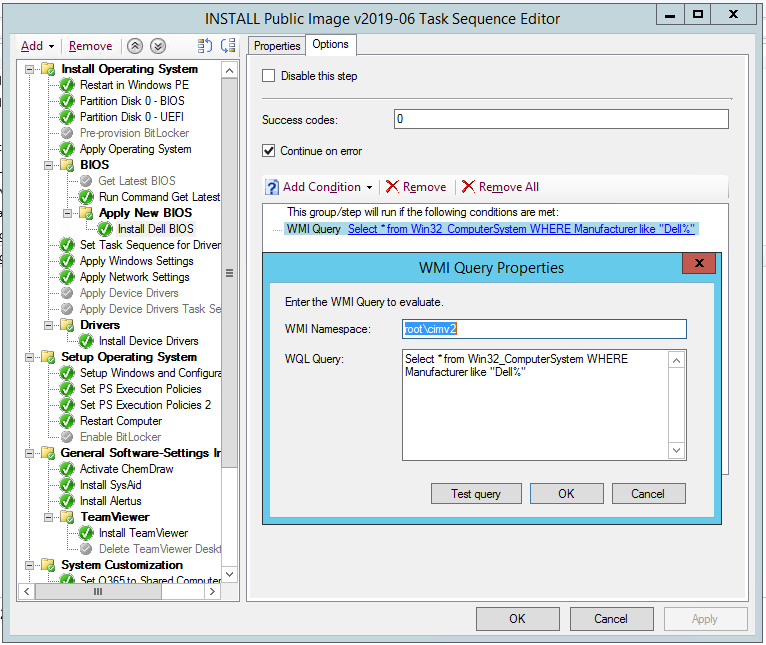 INSTALL Public Image v2019-06 Task Sequence Editor
Add
Remove
Install Operating System
Restart in Windows PE
Partition Disk 0 - BIOS
Partition Disk 0 - UEFI
Pre-provision BitLocker
Apply Operating System
BIOS
Get Latest BIOS
Run Command Get Latest
Apply New BIOS
Install Dell BIOS
Set Task Sequence for Driver
Apply Windows Settings
Apply Network Settings
Apply Device Drivers
Apply Device Drivers Task Se
Drivers
Install Device Drivers
Setup Operating System
Setup Windows and Configura
Set PS Execution Policies
Set PS Execution Policies 2
Restart Computer
Enable BitLocker
General Software-Settings Ir
Activate ChemDraw
Install SysAid
Install Alertus
TeamViewer
Install TeamViewer
Delete TeamViewer Deskt
System Customization
Set O365 to Shared Computer
Properties
Options
Disable this step
Success codes:
0
Continue on error
Add Condition
Remove
Remove All
This group/step will run if the following conditions are met:
WMI Query Select * from Win32_ComputerSystem WHERE Manufacturer like "Dell%"
WMI Query Properties
X
Enter the WMI Query to evaluate.
WMI Namespace:
root\cimv2
WQL Query:
Select * from Win32_ComputerSystem WHERE
Manufacturer like "Dell%"
Test query
OK
Cancel
OK
Cancel
Apply